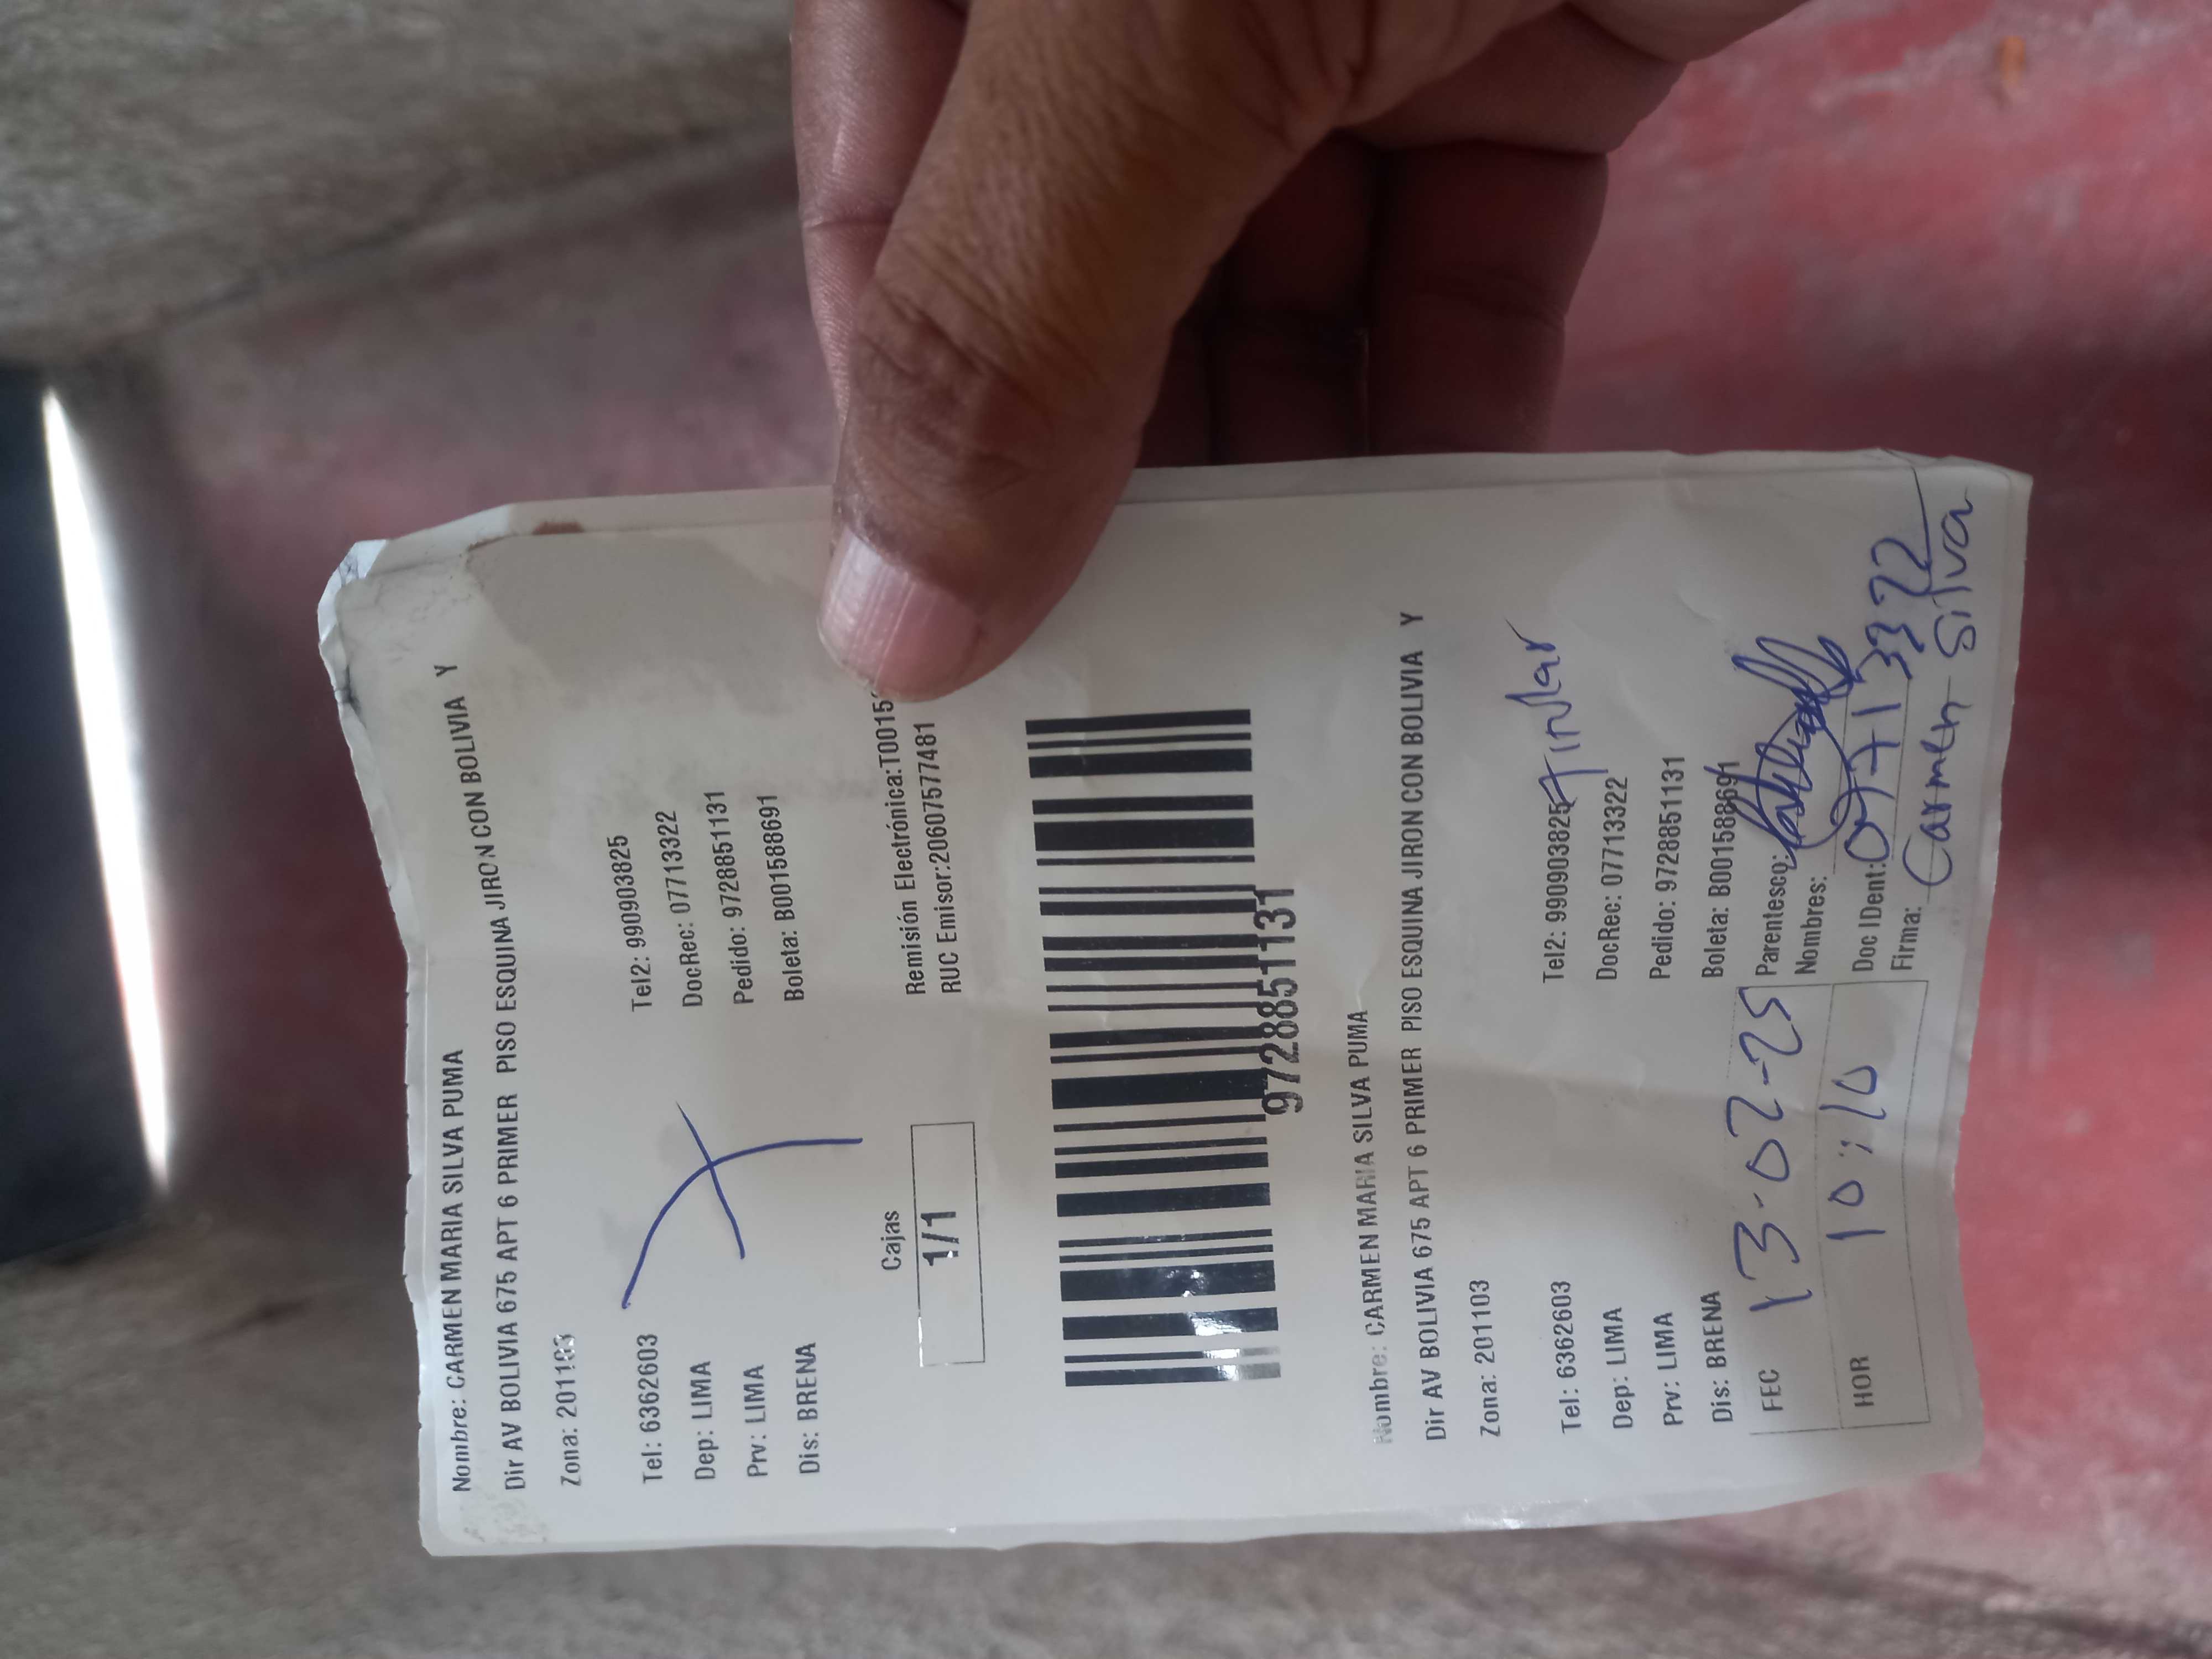 Nombre: CARMEN MARIA SILVA PUMA
Dir AV BOLIVIA 675 APT 6 PRIMER PISO ESQUINA JIRON CON BOLIVIA Y
Zona: 201103
Tel: 6362603 Tel2: 990903825
Dep: LIMA DocRec: 07713322
Prv: LIMA Pedido: 9728851131
Dis: BRENA Boleta: B001588691
Cajas
1/1
Remisión Electrónica:T0015
RUC Emisor:20607577481
9728851131
Nombre: CARMEN MARIA SILVA PUMA
Dir AV BOLIVIA 675 APT 6 PRIMER PISO ESQUINA JIRON CON BOLIVIA Y
Zona: 201103
Tel: 6362603 Tel2: 990903825
Dep: LIMA DocRec: 07713322
Prv: LIMA Pedido: 9728851131
Dis: BRENA Boleta: B001588691
FEC 13-02-25 Parentesco:
Nombres:
HOR 10:10 Doc IDent: 07713322
Firma: Carmen Silva